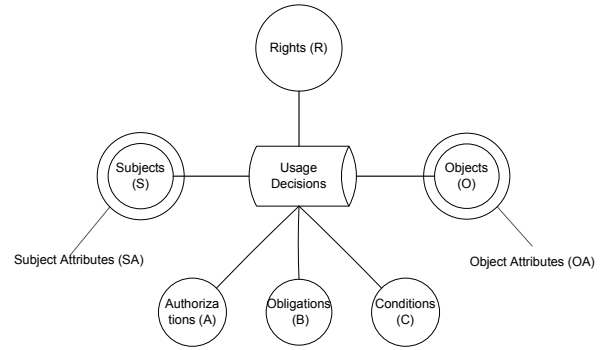 Rights (R)
Subjects
(S)
Usage
Decisions
Objects
(O)
Subject Attributes (SA)
Object Attributes (OA)
Authoriza
tions (A)
Obligations
(B)
Conditions
(C)